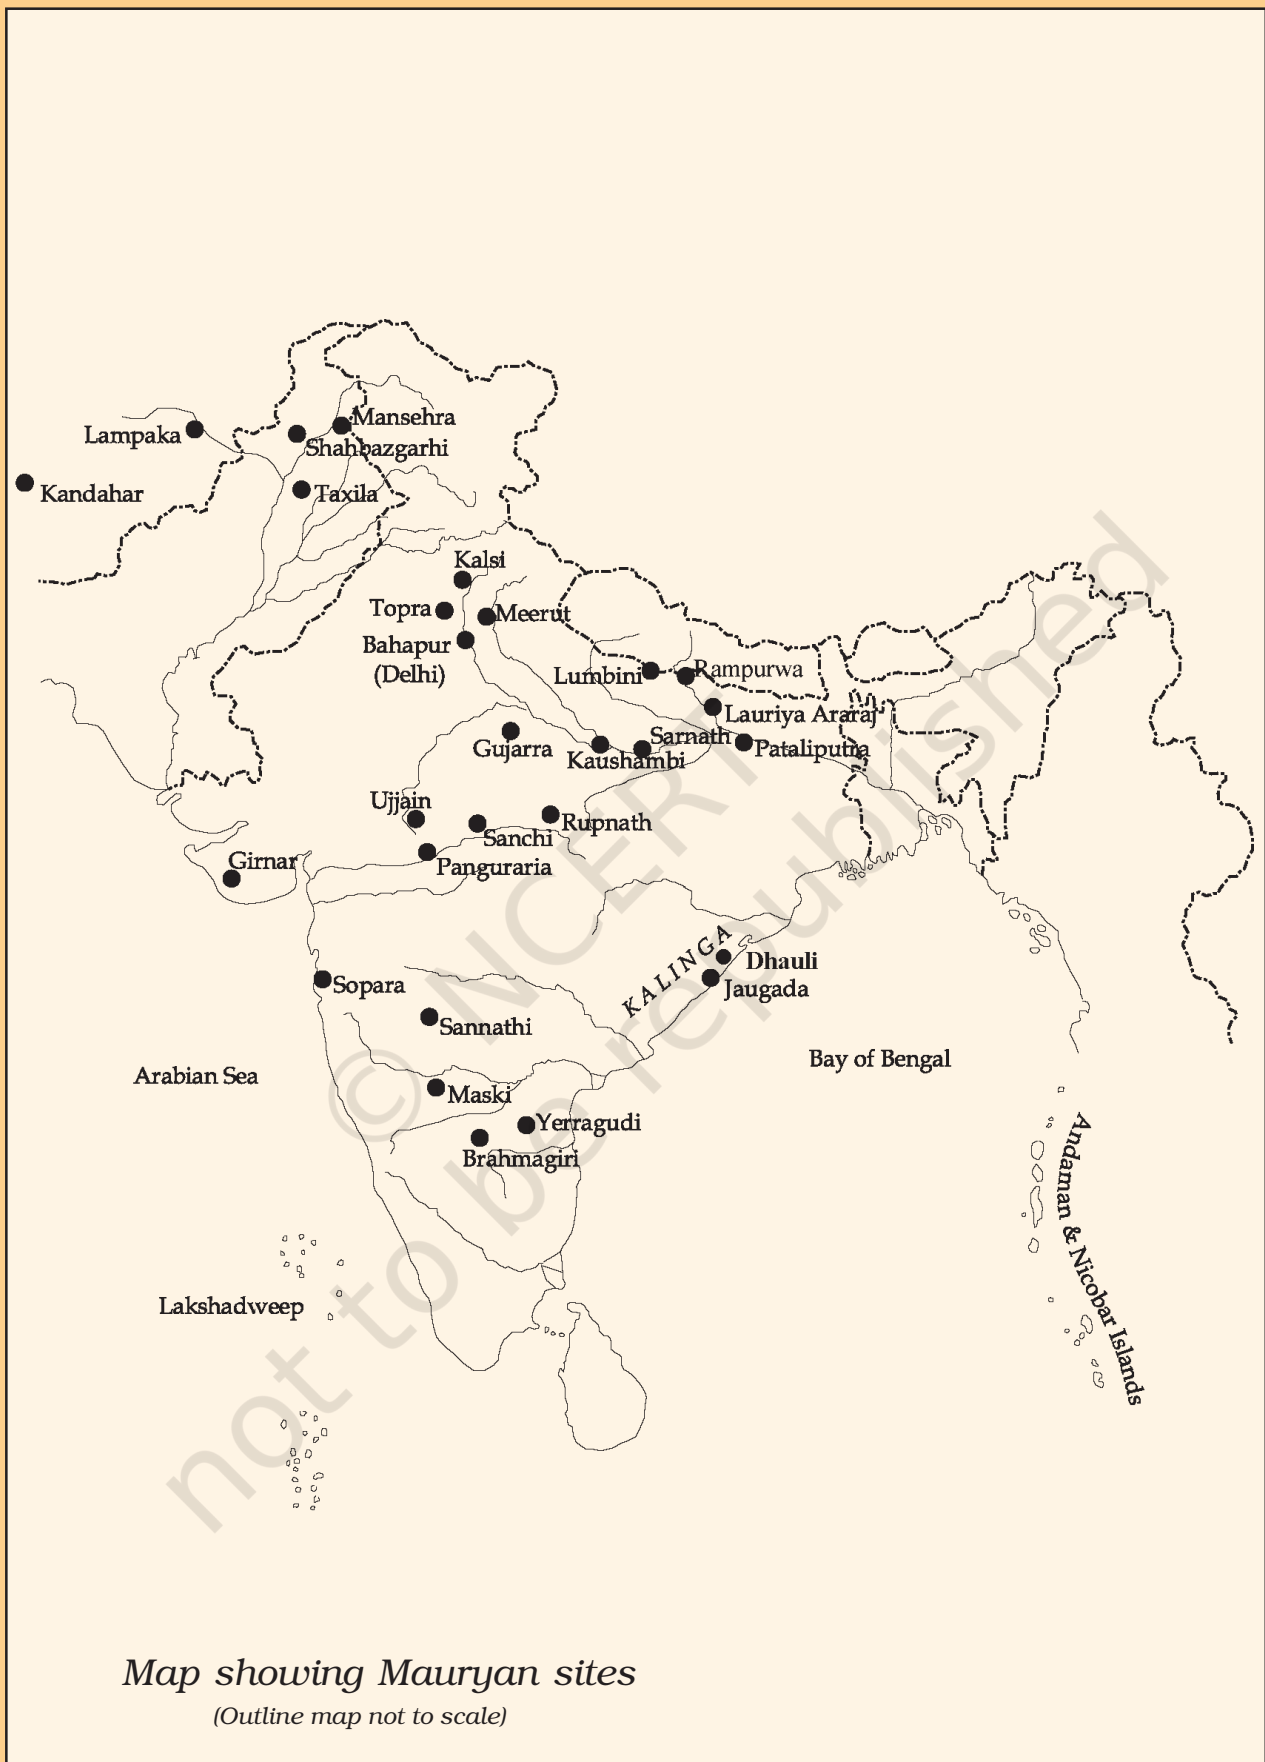 Mansehra
Lampaka
Shahbazgarhi
Kandahar
Taxila
Kalsi
Topra
Meerut
Bahapur
(Delhi)
Lumbini
Rampurwa
Lauriya Araraj
Sarnath
Gujarra
Pataliputra
Kaushambi
Ujjain
Rupnath
Sanchi
Girnar
Panguraria
KALINGA
Dhauli
Sopara
Jaugada
Sannathi
Bay of Bengal
Arabian Sea
Maski
Yerragudi
Brahmagiri
Andaman & Nicobar Islands
Lakshadweep
© NCERT
not to be republished
Map showing Mauryan sites
(Outline map not to scale)